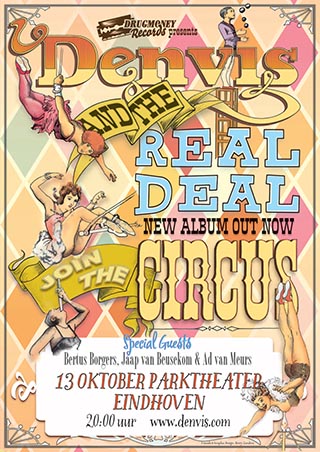 DRUGMONEY
Records presents
Denvis
AND THE
REAL
DEAL
NEW ALBUM OUT NOW
JOIN THE
CIRCUS
Special Guests
Bertus Borgers, Jaap van Beusekom & Ad van Meurs
13 OKTOBER PARKTHEATER
EINDHOVEN
20:00 uur www.denvis.com